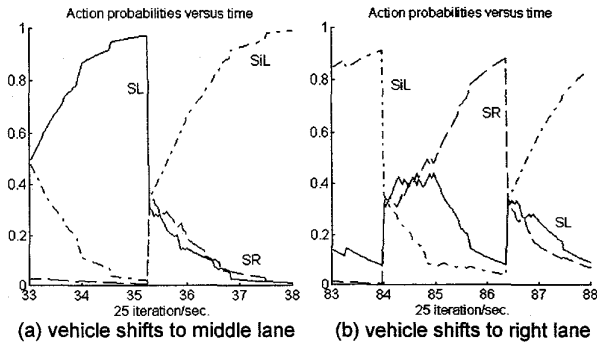 Action probabilities versus time
1
0.8
0.6
0.4
0.2
0
33 34 35 36 37 38
SL
SiL
SR
25 iteration/sec.
(a) vehicle shifts to middle lane
Action probabilities versus time
1
0.8
0.6
0.4
0.2
0
83 84 85 86 87 88
SiL
SR
SL
25 iteration/sec.
(b) vehicle shifts to right lane